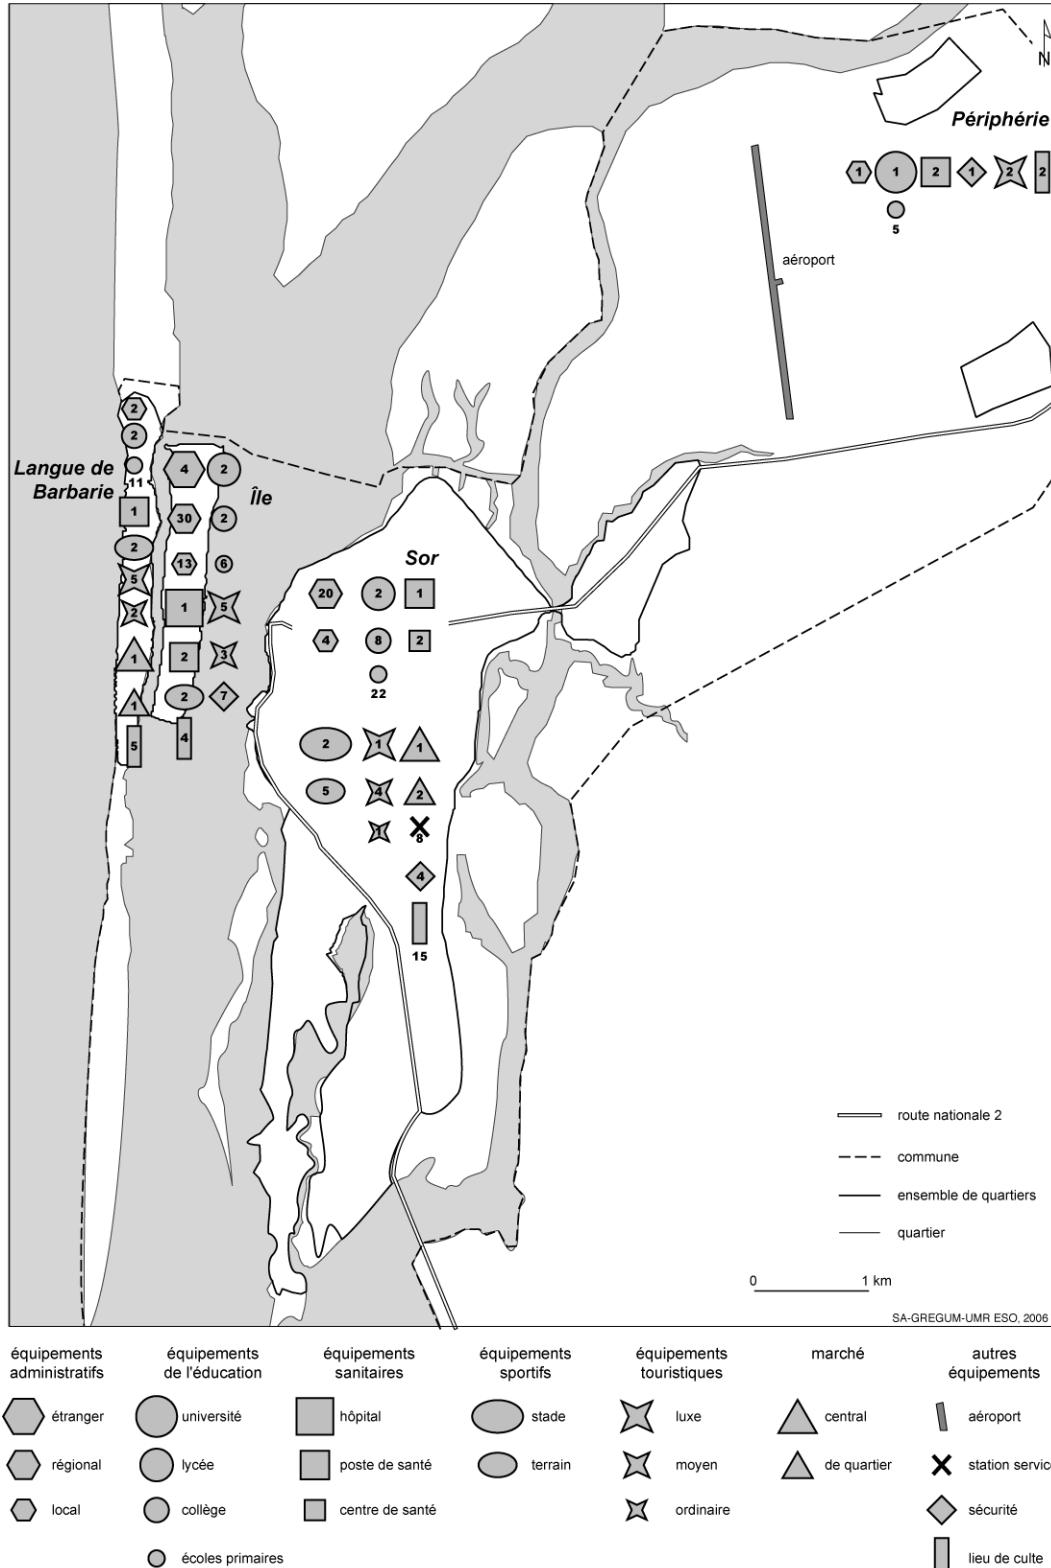 N
Périphérie
1 1 2 1 2 2
5
aéroport
2
2
Langue de
Barbarie
11
1
2
5
2
1
1
5
Île
4 2
30 2
13 6
1 5
2 3
2 7
4
Sor
20 2 1
4 8 2
22
2 1 1
5 4 2
1 8
4
15
route nationale 2
commune
ensemble de quartiers
quartier
0 1 km
SA-GREGUM-UMR ESO, 2006
équipements
administratifs
étranger
régional
local
équipements
de l'éducation
université
lycée
collège
écoles primaires
équipements
sanitaires
hôpital
poste de santé
centre de santé
équipements
sportifs
stade
terrain
équipements
touristiques
luxe
moyen
ordinaire
marché
central
de quartier
autres
équipements
aéroport
station service
sécurité
lieu de culte